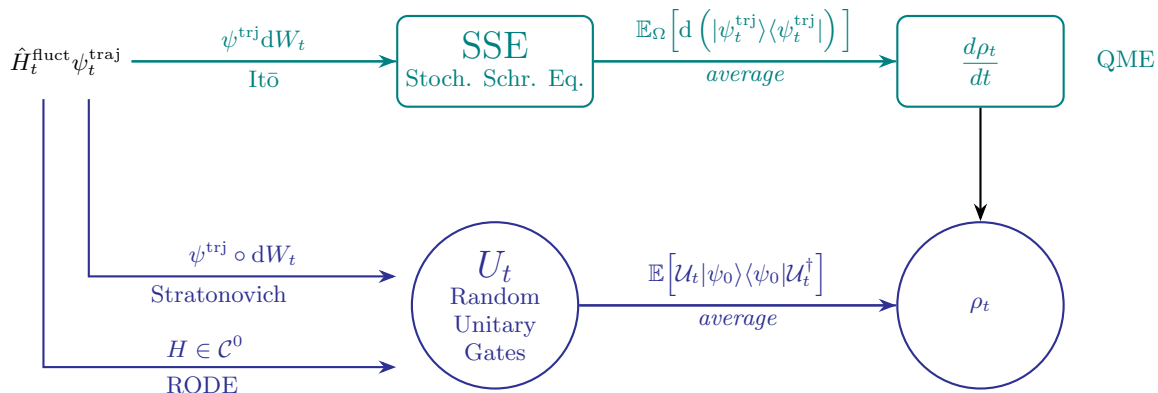 Ĥ_t^fluct ψ_t^traj
ψ^trj dW_t
Itō
SSE
Stoch. Schr. Eq.
𝔼_Ω[d (|ψ_t^trj⟩⟨ψ_t^trj|) ]
average
dρ_t
dt
QME
ψ^trj ∘ dW_t
Stratonovich
H ∈ 𝒞^0
RODE
U_t
Random
Unitary
Gates
𝔼[𝒰_t|ψ_0⟩⟨ψ_0|𝒰_t^†]
average
ρ_t